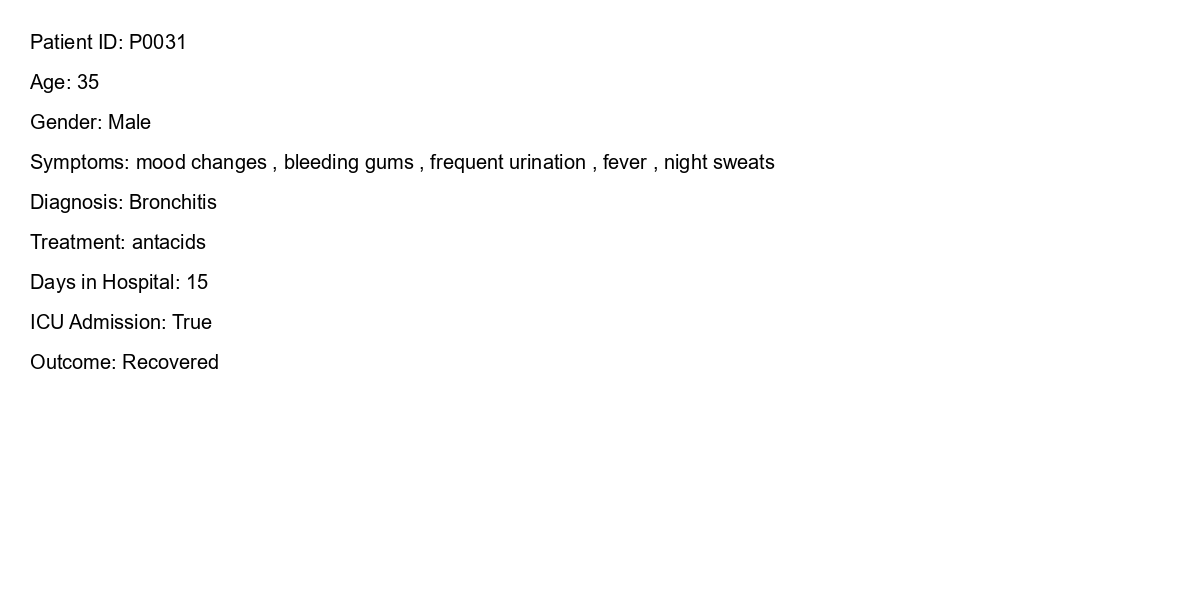 Patient ID: P0031
Age: 35
Gender: Male
Symptoms: mood changes , bleeding gums , frequent urination , fever , night sweats
Diagnosis: Bronchitis
Treatment: antacids
Days in Hospital: 15
ICU Admission: True
Outcome: Recovered